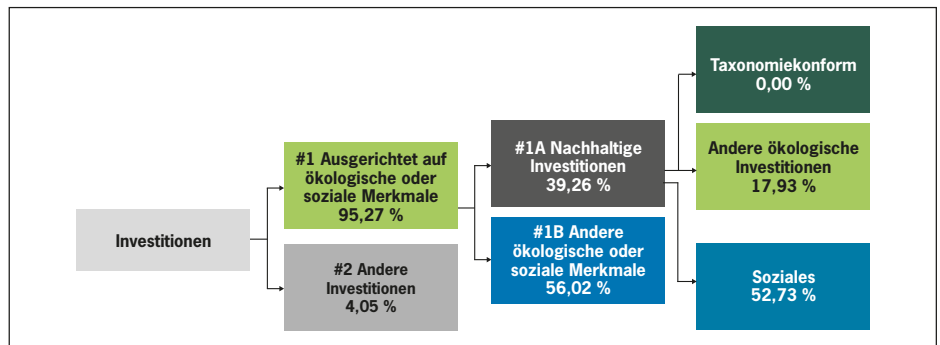 Investitionen
#1 Ausgerichtet auf
ökologische oder
soziale Merkmale
95,27 %
#2 Andere
Investitionen
4,05 %
#1A Nachhaltige
Investitionen
39,26 %
#1B Andere
ökologische oder
soziale Merkmale
56,02 %
Taxonomiekonform
0,00 %
Andere ökologische
Investitionen
17,93 %
Soziales
52,73 %